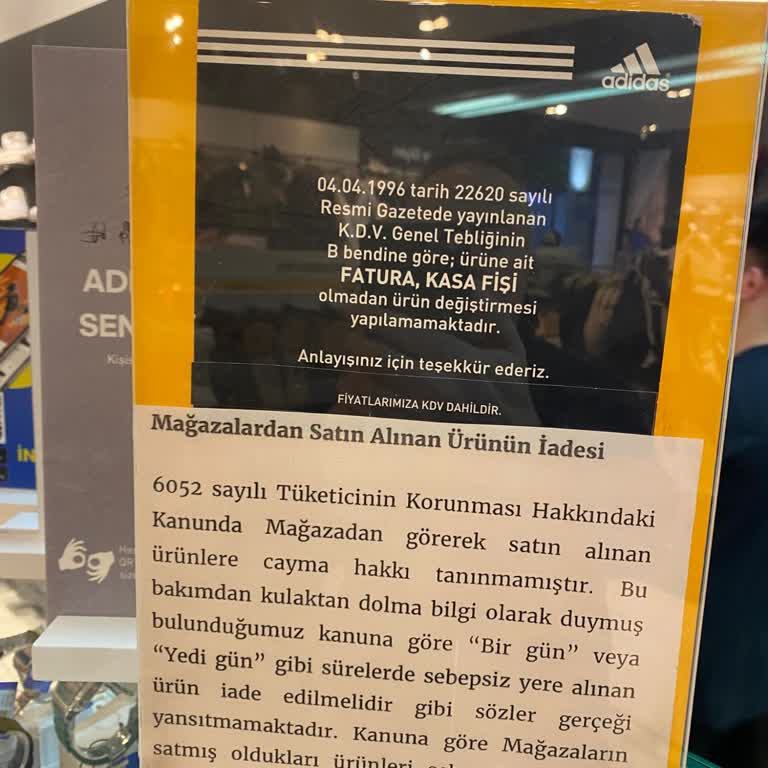 adidas
04.04.1996 tarih 22620 sayılı
Resmi Gazetede yayınlanan
K.D.V. Genel Tebliğinin
B bendine göre; ürüne ait
FATURA, KASA FİŞİ
olmadan ürün değiştirmesi
yapılamamaktadır.
Anlayışınız için teşekkür ederiz.
FİYATLARIMIZA KDV DAHİLDİR.
Mağazalardan Satın Alınan Ürünün İadesi
6052 sayılı Tüketicinin Korunması Hakkındaki
Kanunda Mağazadan görerek satın alınan
ürünlere cayma hakkı tanınmamıştır. Bu
bakımdan kulaktan dolma bilgi olarak duymuş
bulunduğumuz kanuna göre “Bir gün” veya
“Yedi gün” gibi sürelerde sebepsiz yere alınan
ürün iade edilmelidir gibi sözler gerçeği
yansıtmamaktadır. Kanuna göre Mağazaların
satmış oldukları ürünleri